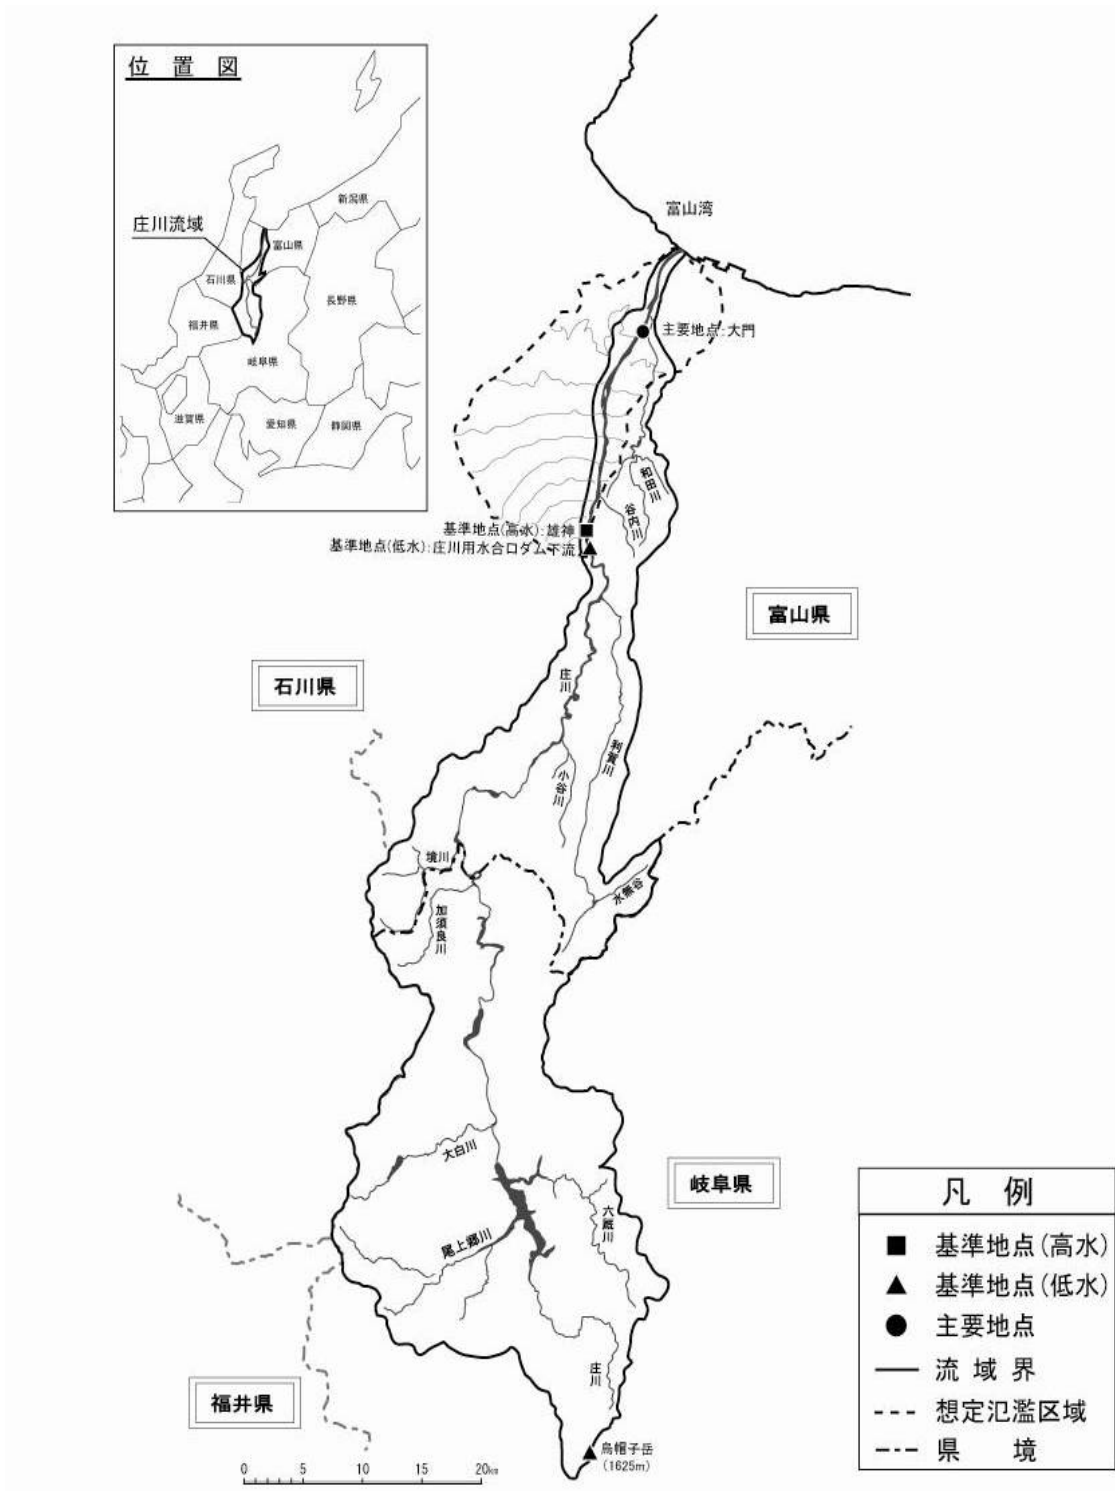 位 置 図
新潟県
庄川流域
富山県
石川県
長野県
福井県
岐阜県
滋賀県
愛知県
静岡県
富山湾
主要地点:大門
和田川
谷内川
基準地点(高水):雄神
基準地点(低水):庄川用水合口ダム下流
富山県
石川県
庄川
利賀川
小谷川
境川
水無谷
加須良川
大白川
岐阜県
六厩川
尾上郷川
庄川
福井県
烏帽子岳
(1625m)
0 5 10 15 20km
凡 例
基準地点(高水)
基準地点(低水)
主要地点
流 域 界
想定氾濫区域
県 境